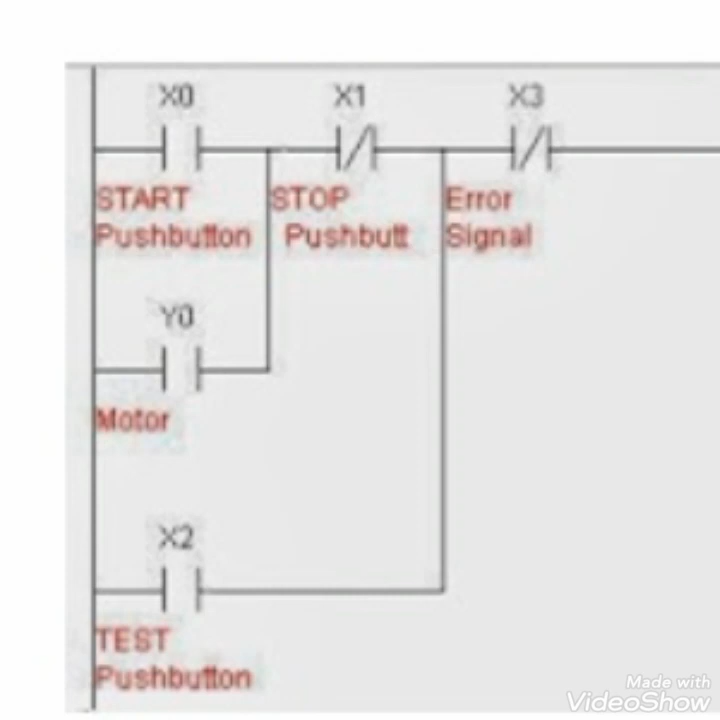 X0 X1 X3
START STOP Error
Pushbutton Pushbutt Signal
Y0
Motor
X2
TEST
Pushbutton
Made with
VideoShow